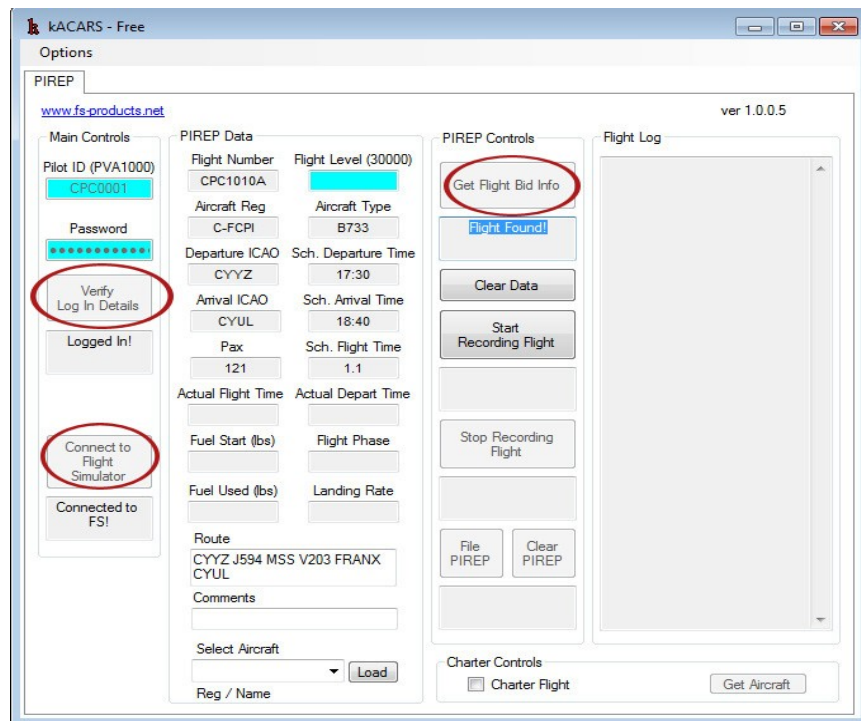 kACARS - Free
Options
PIREP
www.fs-products.net
ver 1.0.0.5
Main Controls
Pilot ID (PVA1000)
CPC0001
Password
Verify
Log In Details
Logged In!
Connect to
Flight
Simulator
Connected to
FS!
PIREP Data
Flight Number Flight Level (30000)
CPC1010A
Aircraft Reg Aircraft Type
C-FCPI B733
Departure ICAO Sch. Departure Time
CYYZ 17:30
Arrival ICAO Sch. Arrival Time
CYUL 18:40
Pax Sch. Flight Time
121 1.1
Actual Flight Time Actual Depart Time
Fuel Start (lbs) Flight Phase
Fuel Used (lbs) Landing Rate
Route
CYYZ J594 MSS V203 FRANX
CYUL
Comments
Select Aircraft
Load
Reg / Name
PIREP Controls
Get Flight Bid Info
Flight Found!
Clear Data
Start
Recording Flight
Stop Recording
Flight
File
PIREP
Clear
PIREP
Flight Log
Charter Controls
Charter Flight
Get Aircraft